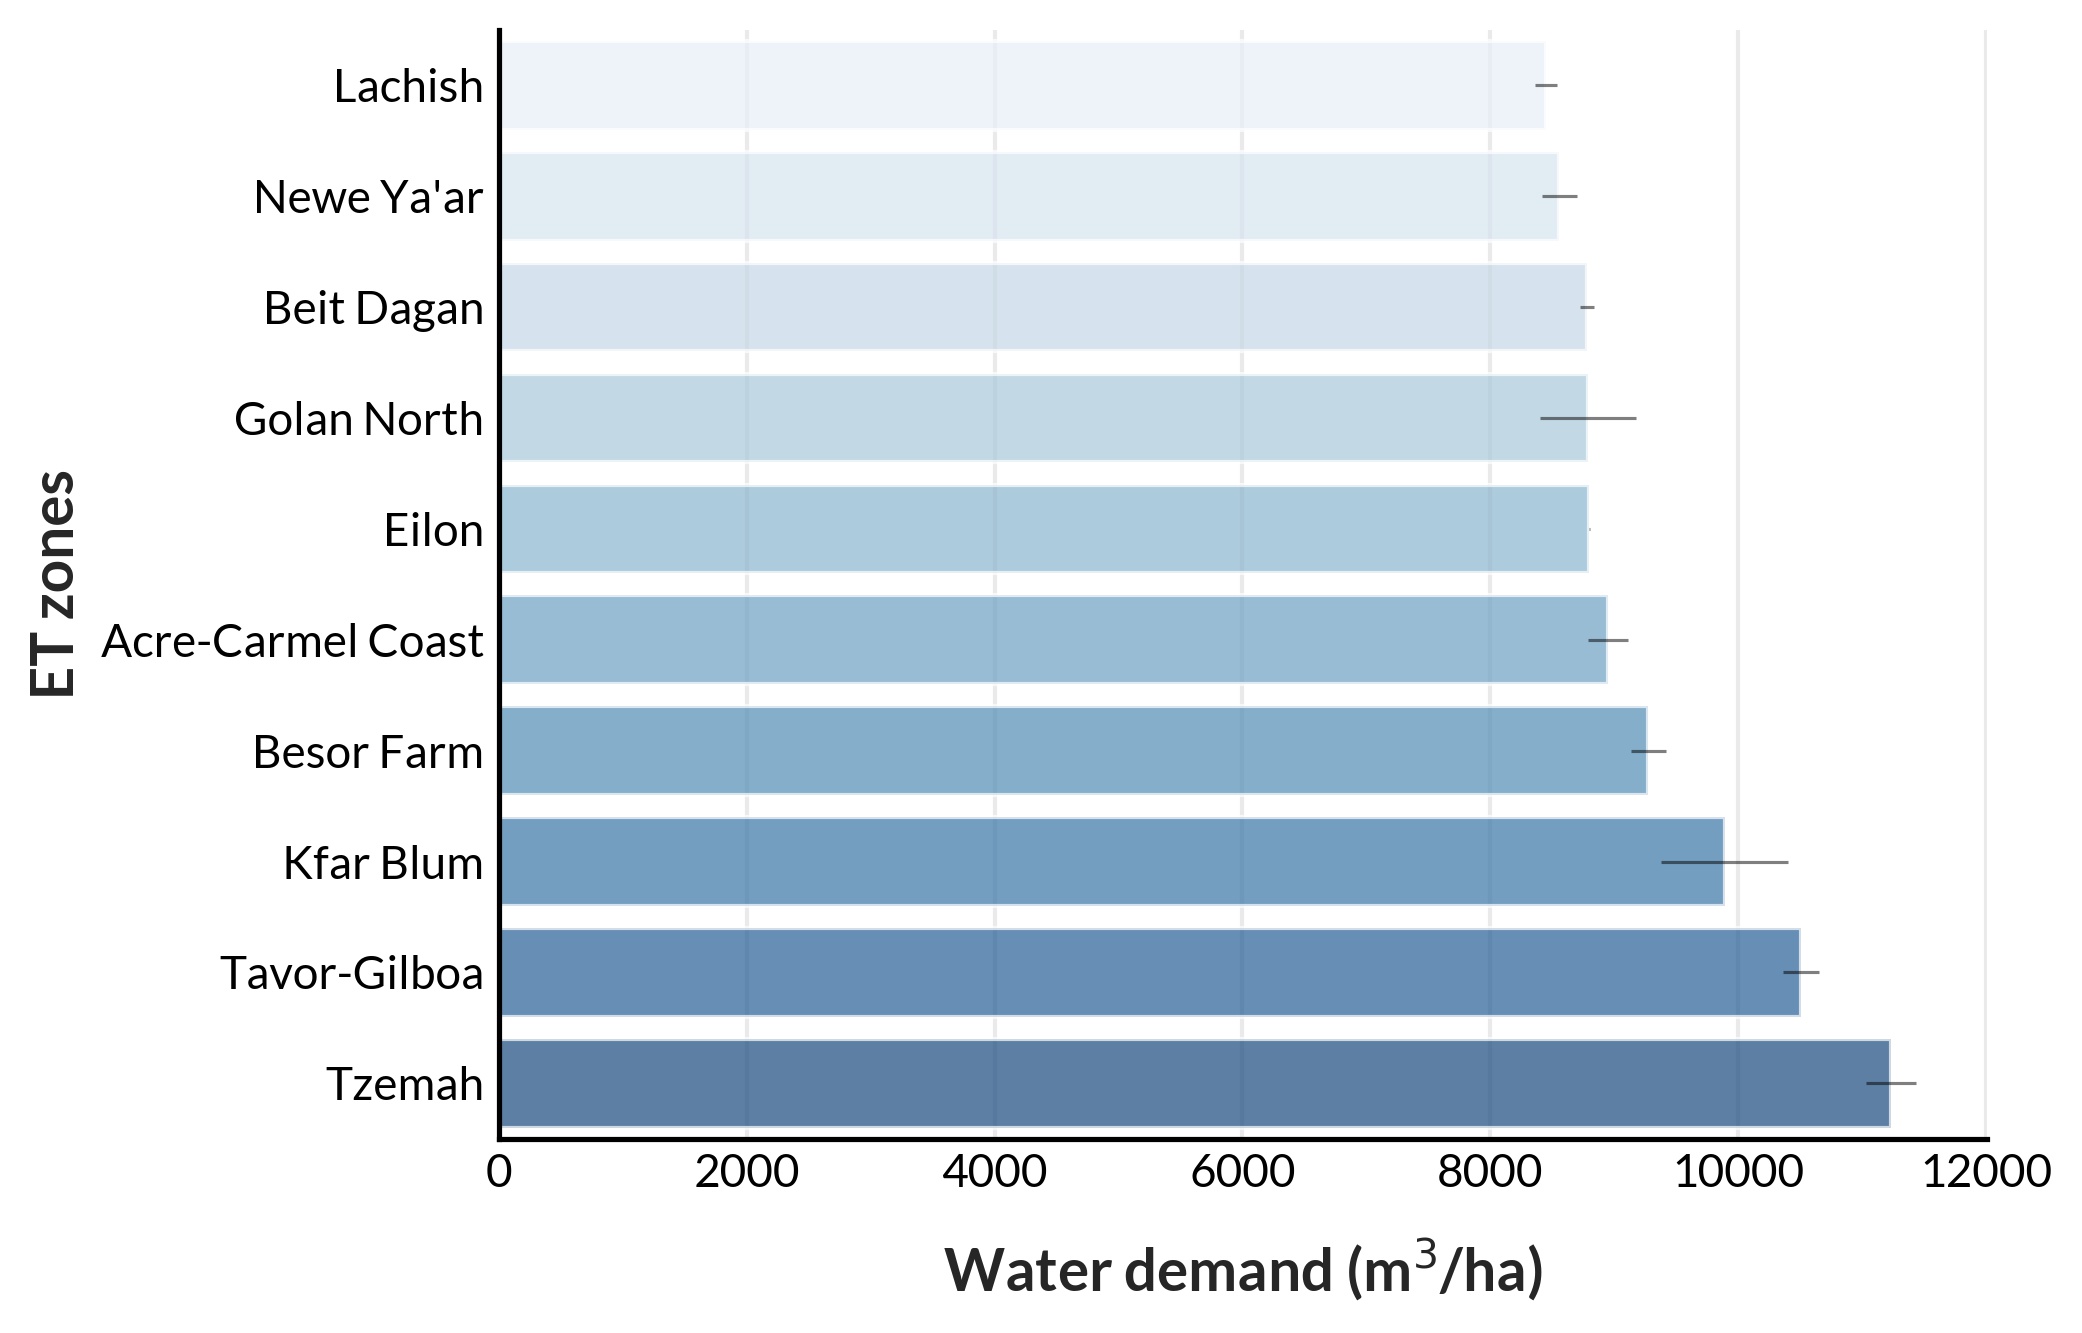 Lachish
Newe Ya'ar
Beit Dagan
Golan North
Eilon
Acre-Carmel Coast
Besor Farm
Kfar Blum
Tavor-Gilboa
Tzemah
ET zones
0 2000 4000 6000 8000 10000 12000
Water demand (m³/ha)